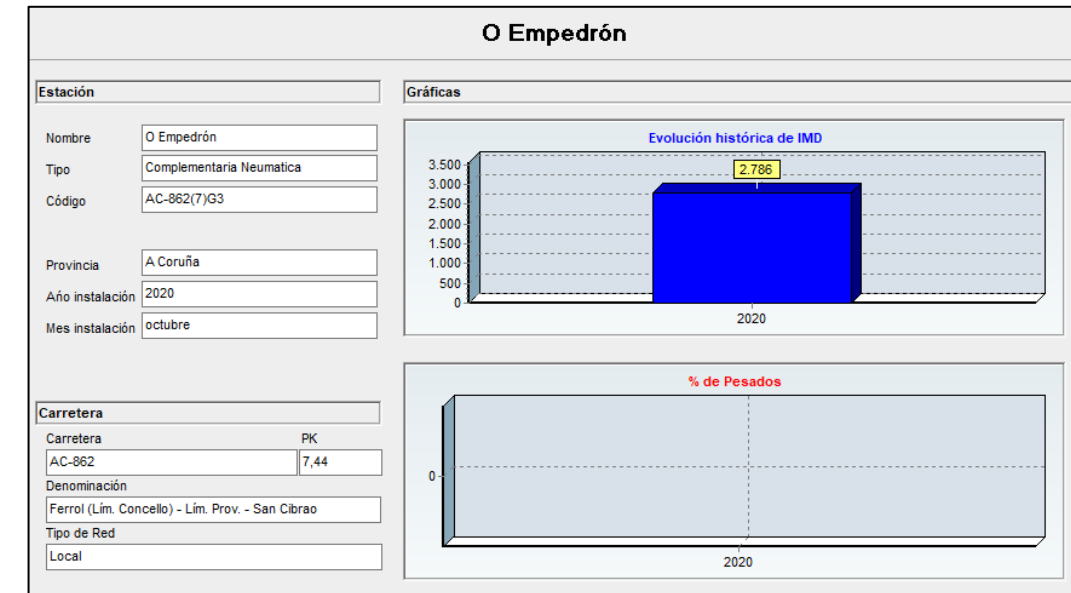 O Empedrón
Estación
Nombre O Empedrón
Tipo Complementaria Neumatica
Código AC-862(7)G3
Provincia A Coruña
Año instalación 2020
Mes instalación octubre
Carretera
Carretera PK
AC-862 7,44
Denominación
Ferrol (Lím. Concello) - Lím. Prov. - San Cibrao
Tipo de Red
Local
Gráficas
Evolución histórica de IMD
3.500
3.000
2.500
2.000
1.500
1.000
500
0
2.786
2020
% de Pesados
0
2020